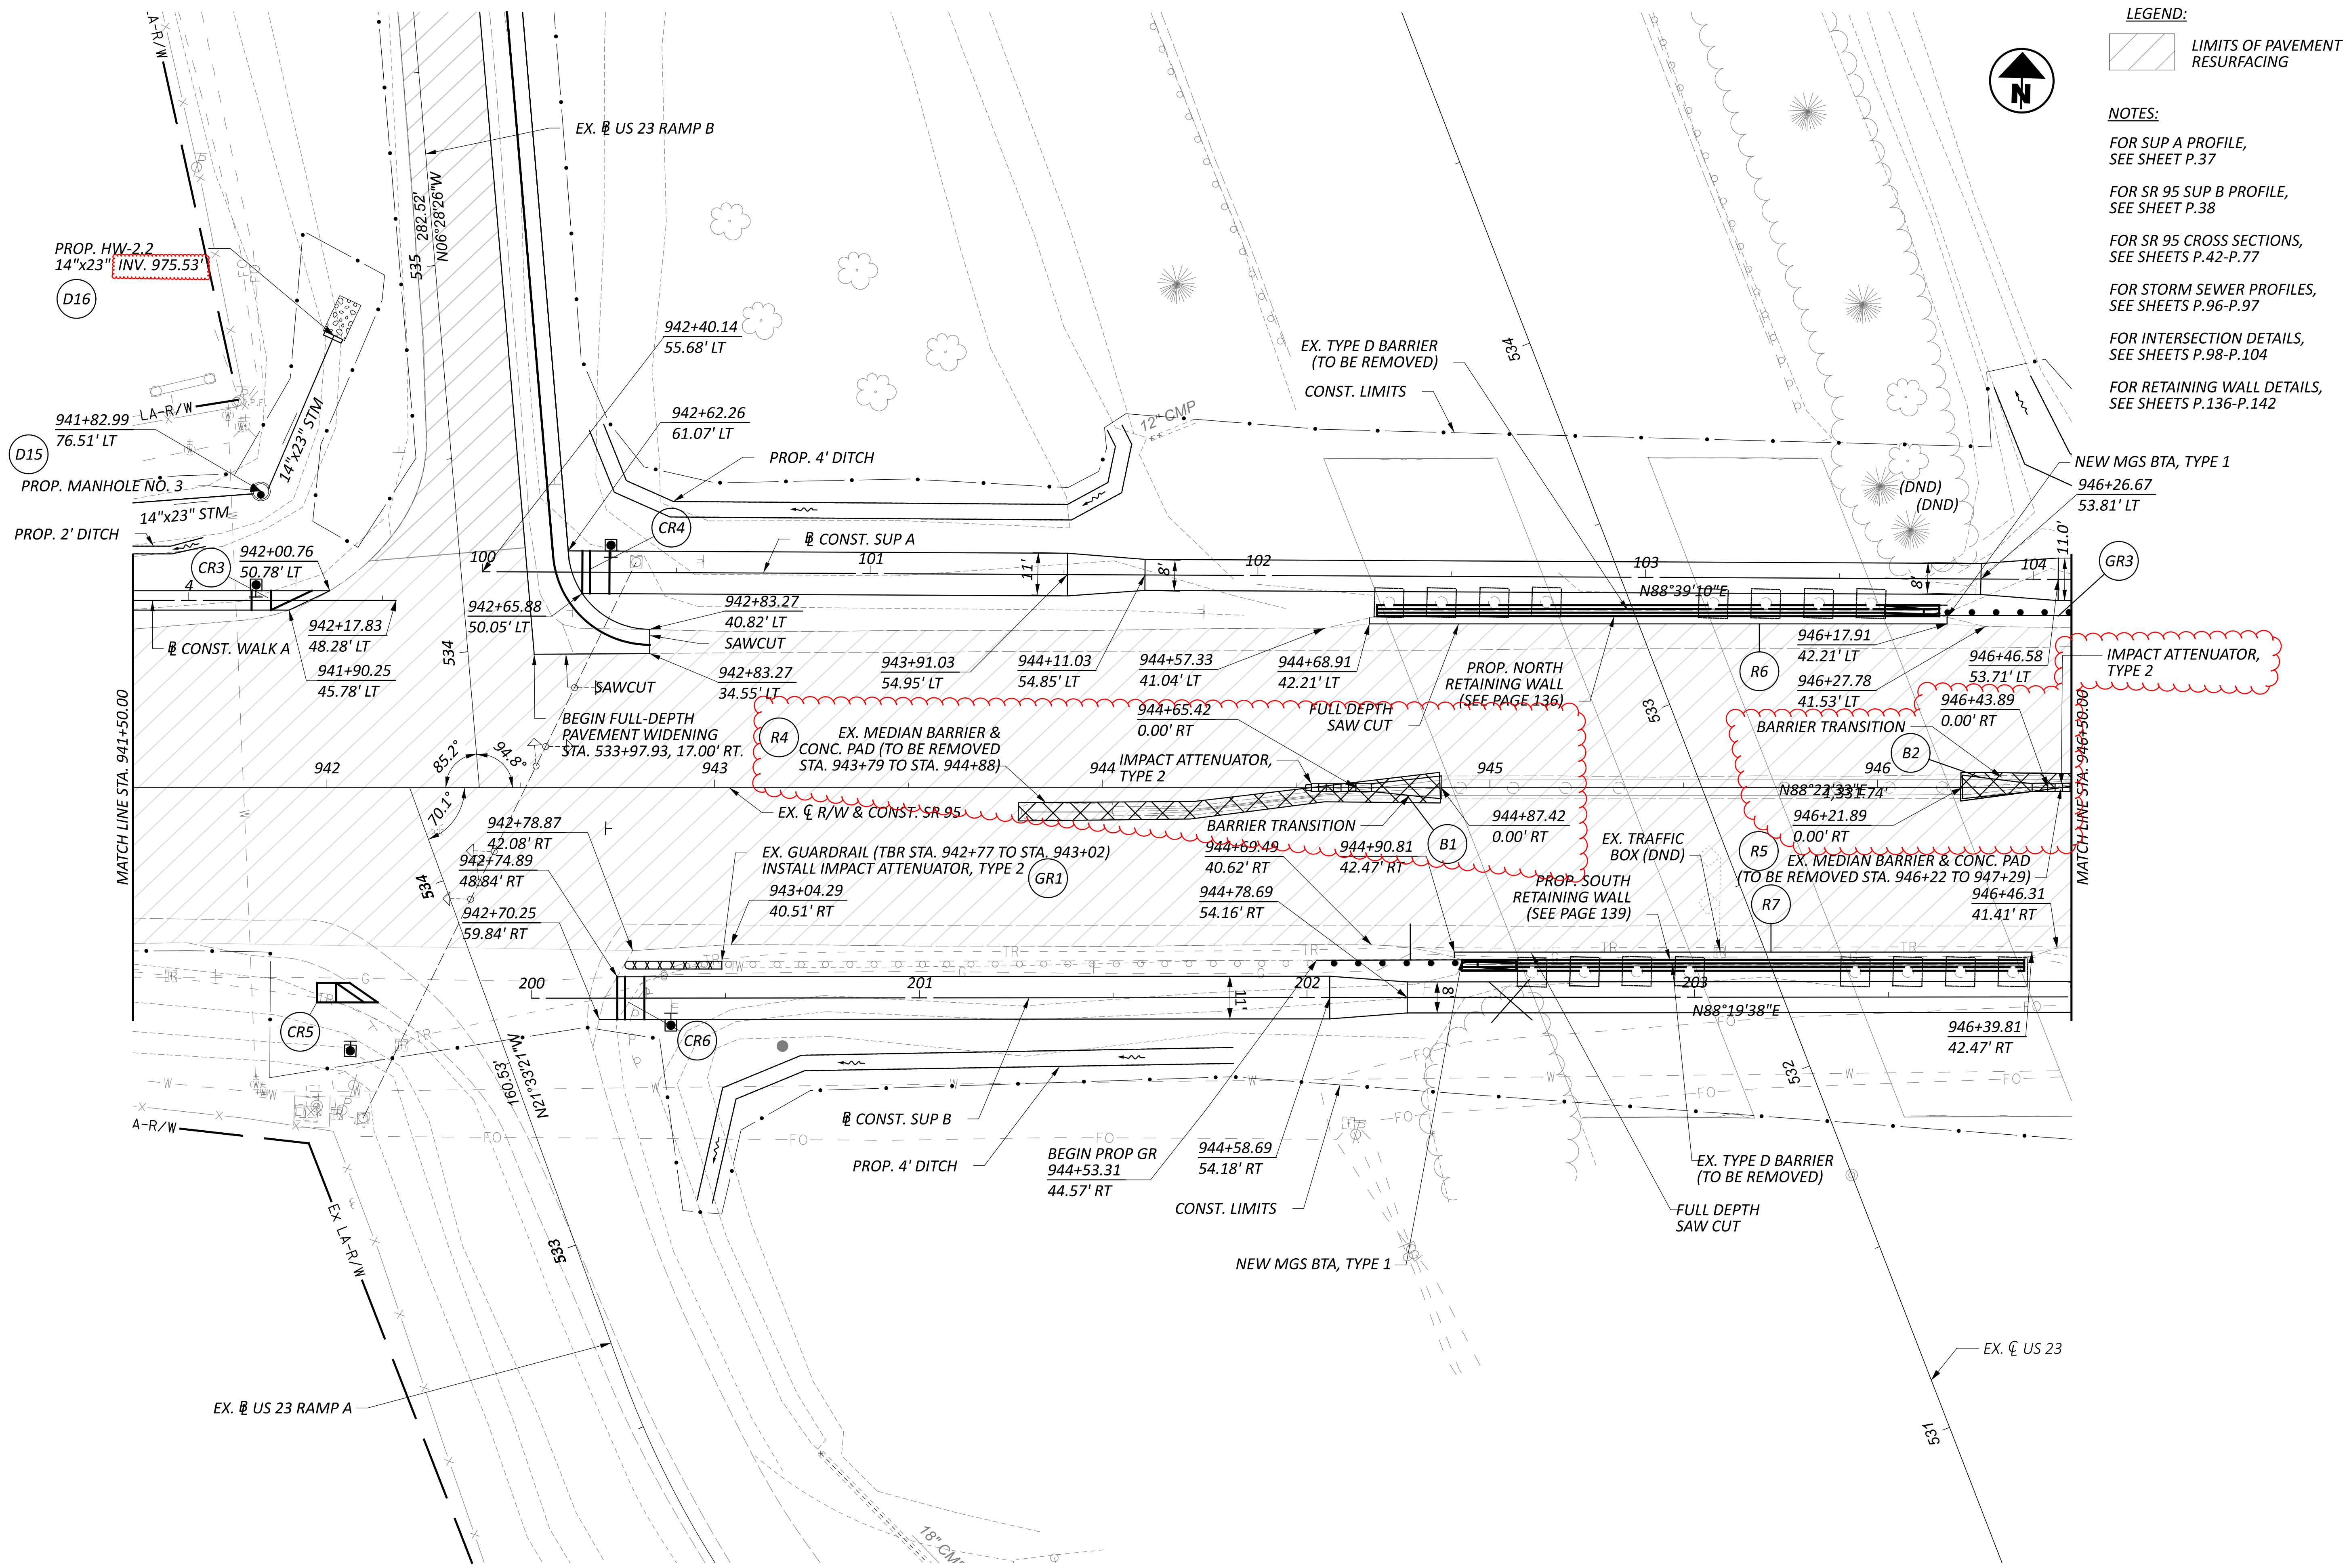 LEGEND:
LIMITS OF PAVEMENT
RESURFACING
NOTES:
FOR SUP A PROFILE,
SEE SHEET P.37
FOR SR 95 SUP B PROFILE,
SEE SHEET P.38
FOR SR 95 CROSS SECTIONS,
SEE SHEETS P.42-P.77
FOR STORM SEWER PROFILES,
SEE SHEETS P.96-P.97
FOR INTERSECTION DETAILS,
SEE SHEETS P.98-P.104
FOR RETAINING WALL DETAILS,
SEE SHEETS P.136-P.142
N
LA-R/W
EX. ℄ US 23 RAMP B
282.52'
N06°28'26"W
535
PROP. HW-2.2
14"x23" INV. 975.53'
D16
941+82.99
76.51' LT
D15
LA-R/W
PROP. MANHOLE NO. 3
14"x23" STM
14"x23" STM
PROP. 2' DITCH
CR3
942+00.76
50.78' LT
4
℄ CONST. WALK A
942+17.83
48.28' LT
941+90.25
45.78' LT
MATCH LINE STA. 941+50.00
534
942+40.14
55.68' LT
942+62.26
61.07' LT
PROP. 4' DITCH
12" CMP
CR4
100
℄ CONST. SUP A
101
102
103
104
11'
8'
8'
11.0'
942+65.88
50.05' LT
942+83.27
40.82' LT
SAWCUT
942+83.27
34.55' LT
SAWCUT
BEGIN FULL-DEPTH
PAVEMENT WIDENING
STA. 533+97.93, 17.00' RT.
943+91.03
54.95' LT
944+11.03
54.85' LT
944+57.33
41.04' LT
944+68.91
42.21' LT
EX. TYPE D BARRIER
(TO BE REMOVED)
CONST. LIMITS
534
N88°39'10"E
PROP. NORTH
RETAINING WALL
(SEE PAGE 136)
FULL DEPTH
SAW CUT
533
R6
946+17.91
42.21' LT
946+27.78
41.53' LT
(DND)
(DND)
NEW MGS BTA, TYPE 1
946+26.67
53.81' LT
GR3
946+46.58
53.71' LT
IMPACT ATTENUATOR,
TYPE 2
946+43.89
0.00' RT
BARRIER TRANSITION
B2
MATCH LINE STA. 946+50.00
R4
EX. MEDIAN BARRIER &
CONC. PAD (TO BE REMOVED
STA. 943+79 TO STA. 944+88)
944+65.42
0.00' RT
IMPACT ATTENUATOR,
TYPE 2
85.2°
94.8°
70.1°
942
943
944
945
946
EX. ℄ R/W & CONST. SR 95
BARRIER TRANSITION
B1
944+87.42
0.00' RT
N88°22'33"E
1,331.74'
946+21.89
0.00' RT
R5
EX. MEDIAN BARRIER & CONC. PAD
(TO BE REMOVED STA. 946+22 TO 947+29)
R7
EX. TRAFFIC
BOX (DND)
942+78.87
42.08' RT
942+74.89
48.84' RT
942+70.25
59.84' RT
534
EX. GUARDRAIL (TBR STA. 942+77 TO STA. 943+02)
INSTALL IMPACT ATTENUATOR, TYPE 2
GR1
943+04.29
40.51' RT
944+69.49
40.62' RT
944+90.81
42.47' RT
944+78.69
54.16' RT
PROP. SOUTH
RETAINING WALL
(SEE PAGE 139)
946+46.31
41.41' RT
200
201
202
203
11'
8'
N88°19'38"E
946+39.81
42.47' RT
CR5
CR6
N21°33'21"W
160.53'
℄ CONST. SUP B
PROP. 4' DITCH
BEGIN PROP GR
944+53.31
44.57' RT
944+58.69
54.18' RT
CONST. LIMITS
NEW MGS BTA, TYPE 1
EX. TYPE D BARRIER
(TO BE REMOVED)
FULL DEPTH
SAW CUT
532
A-R/W
EX LA-R/W
533
EX. ℄ US 23 RAMP A
EX. ℄ US 23
531